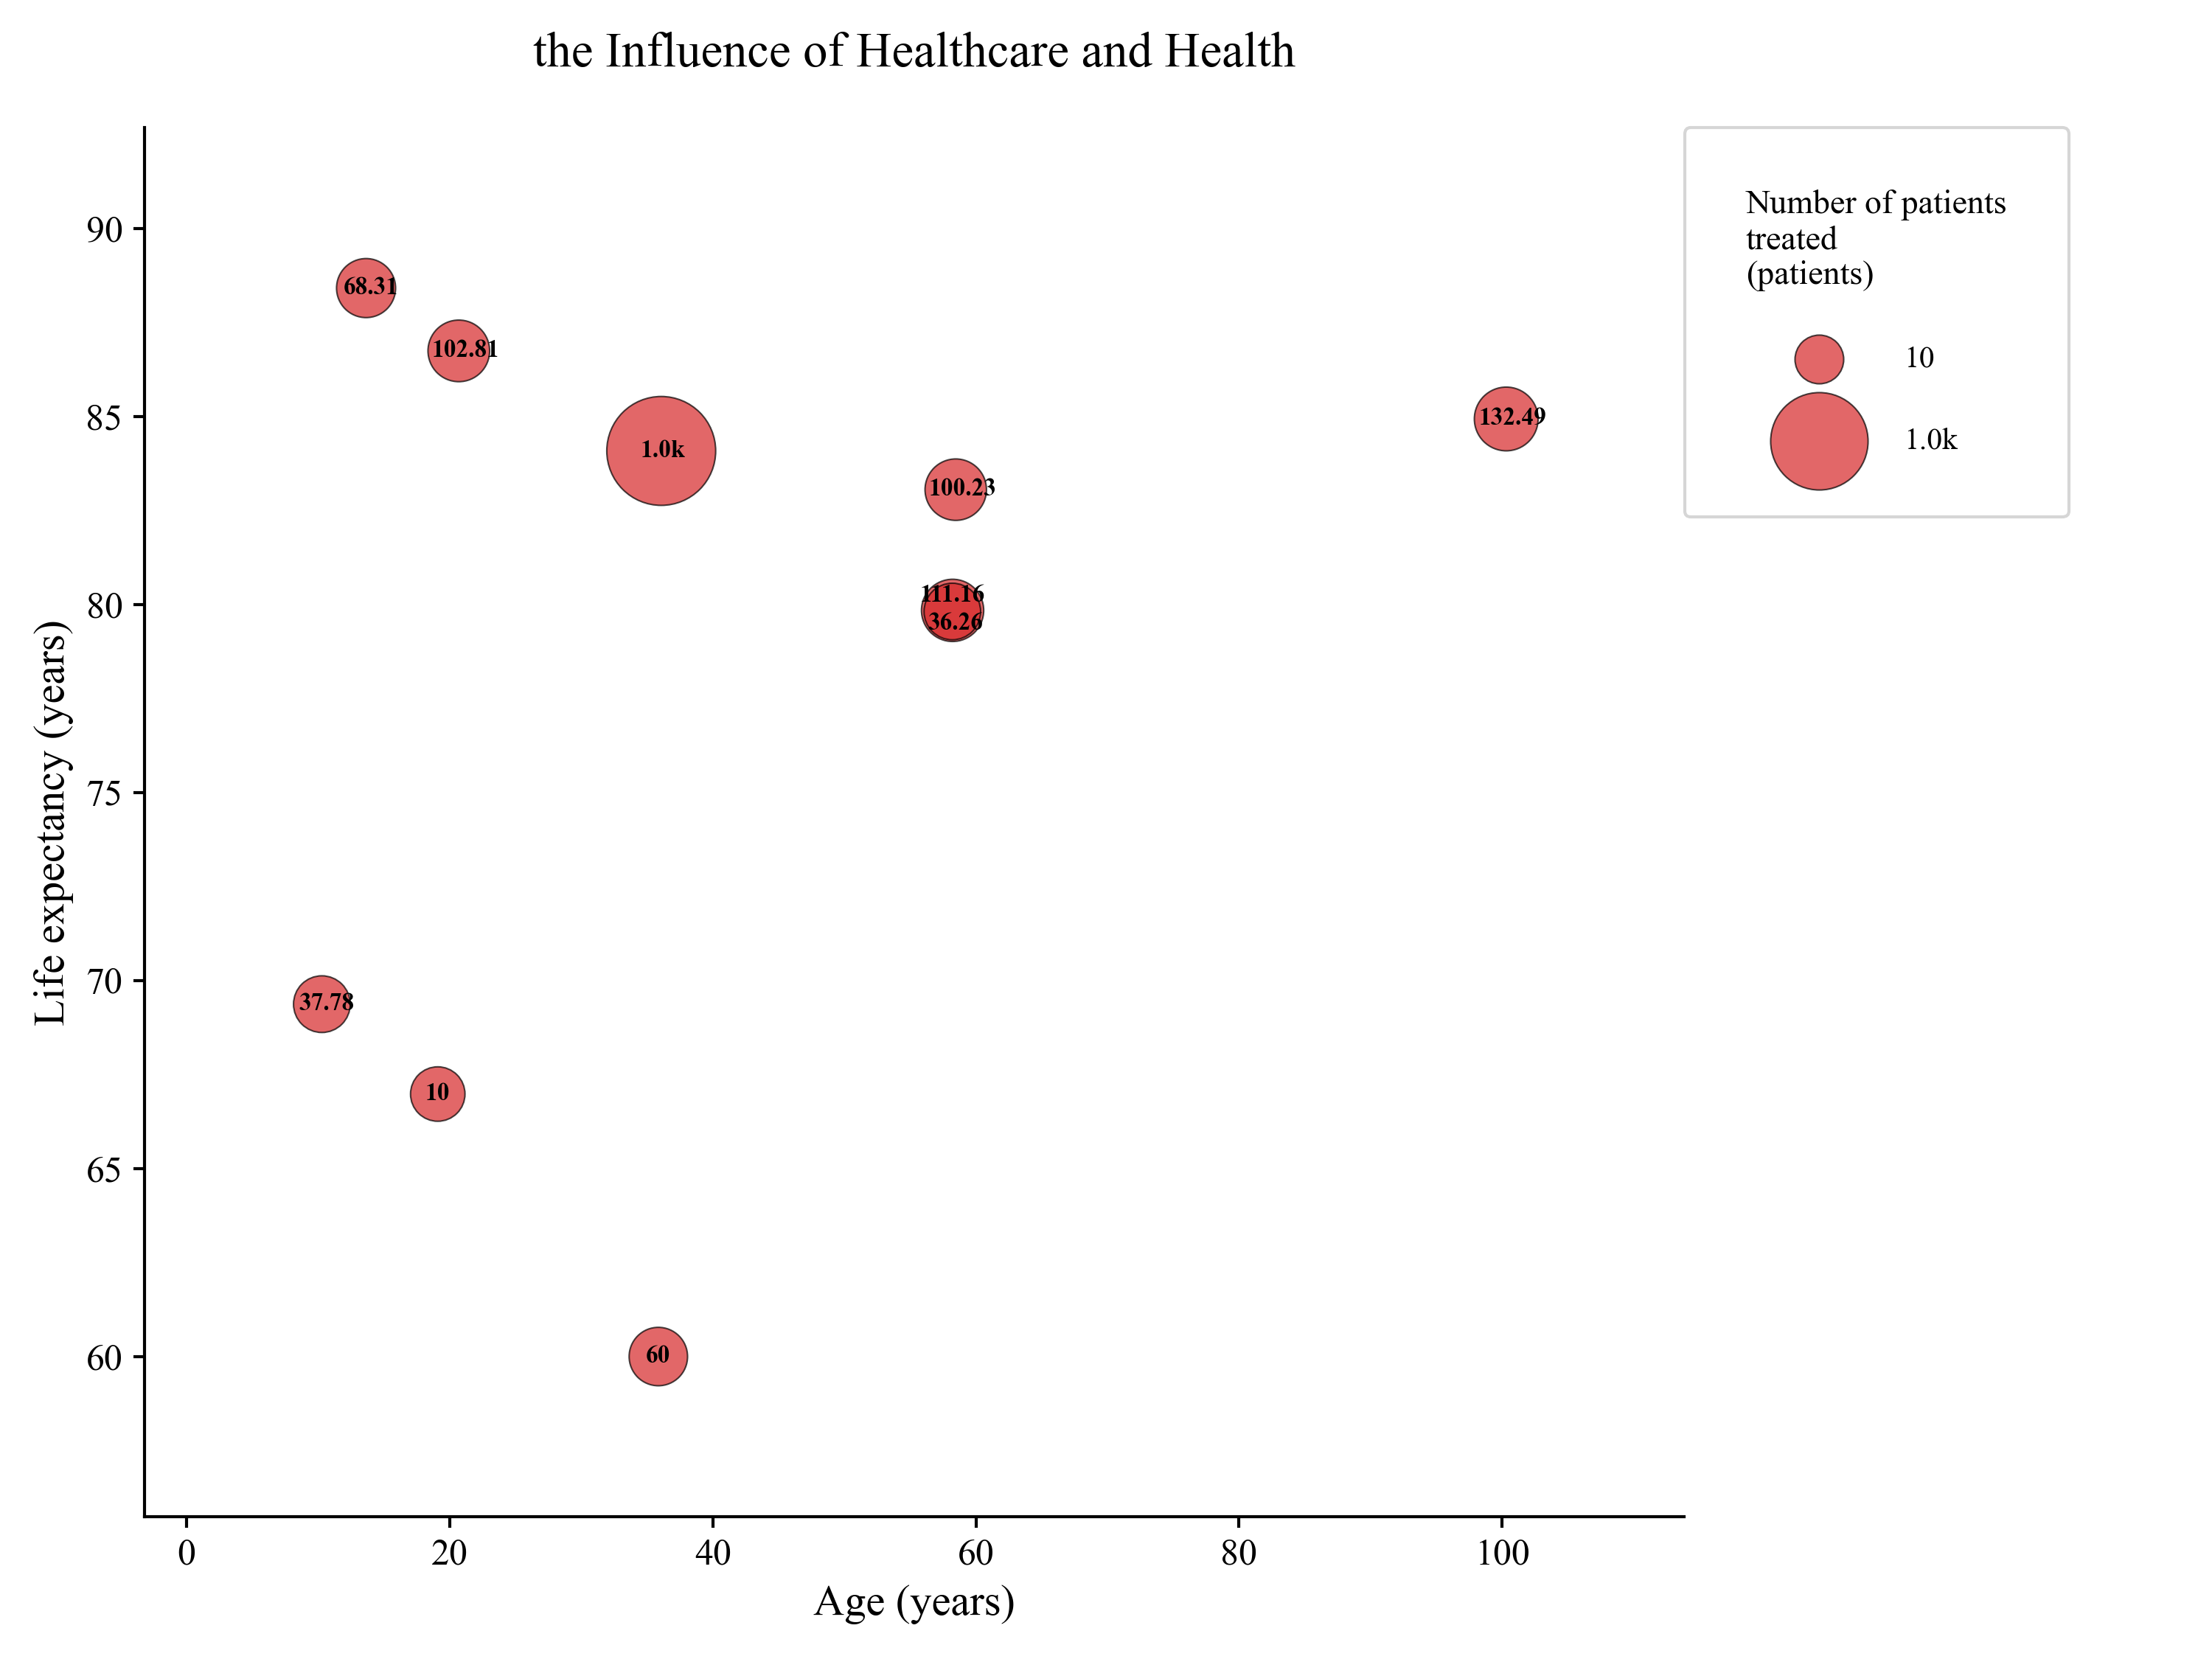 the Influence of Healthcare and Health
Number of patients
treated
(patients)
10
1.0k
Life expectancy (years)
90
85
80
75
70
65
60
68.31
102.81
1.0k
132.49
100.23
111.16
36.26
37.78
10
60
0
20
40
60
80
100
Age (years)